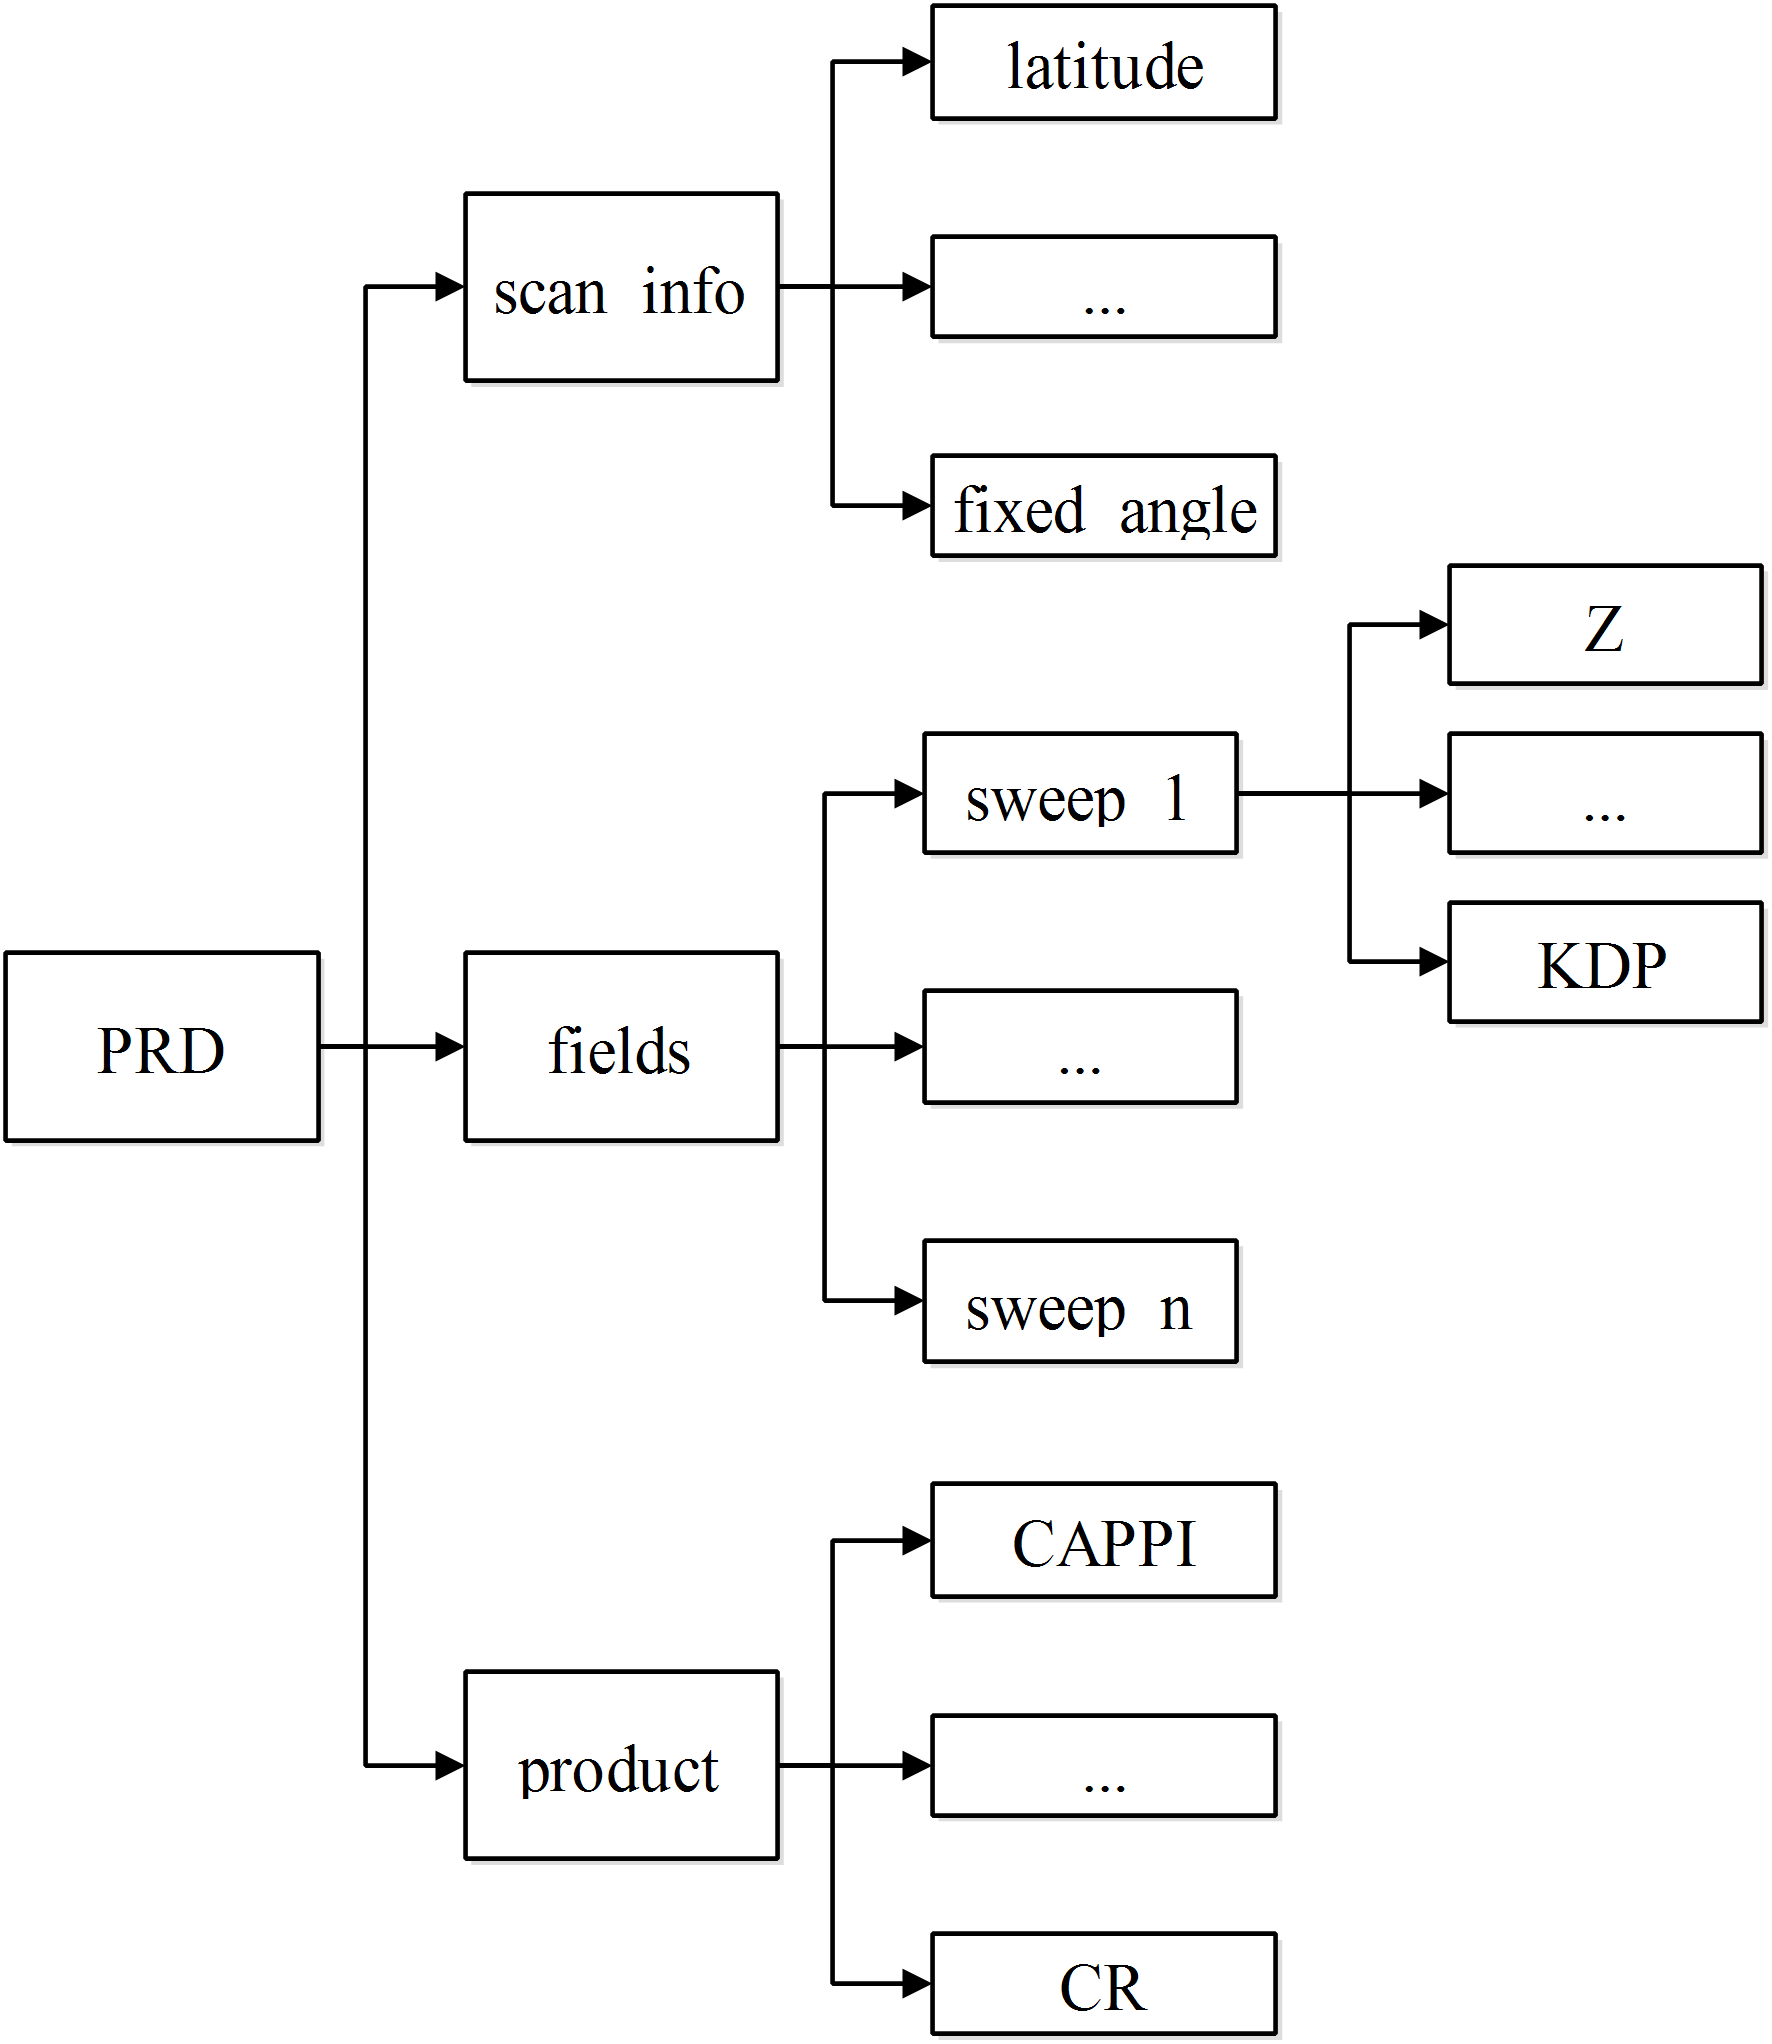 latitude
scan info
...
fixed angle
Z
sweep 1
...
KDP
PRD
fields
...
sweep n
CAPPI
product
...
CR